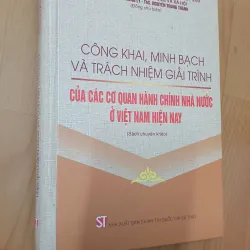 CÔNG KHAI, MINH BẠCH
VÀ TRÁCH NHIỆM GIẢI TRÌNH
CỦA CÁC CƠ QUAN HÀNH CHÍNH NHÀ NƯỚC
Ở VIỆT NAM HIỆN NAY
(Sách chuyên khảo)
ST